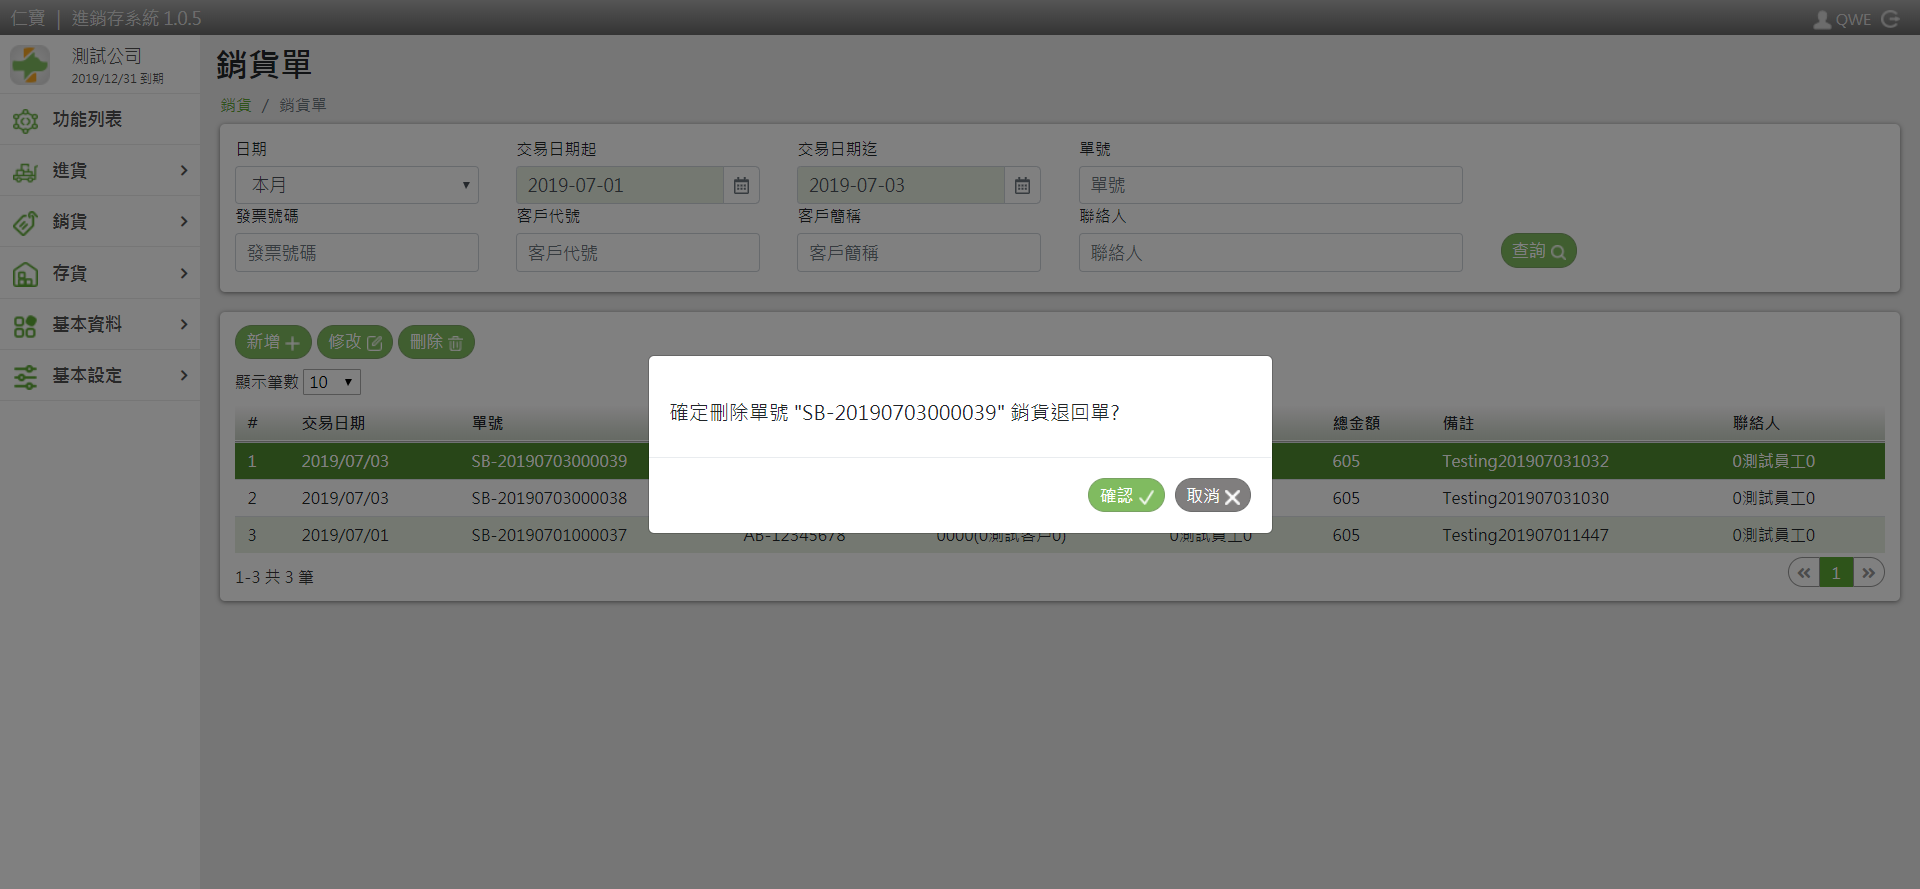 仁寶 | 進銷存系統 1.0.5
QWE
測試公司
2019/12/31 到期
功能列表
進貨
銷貨
存貨
基本資料
基本設定
銷貨單
銷貨 / 銷貨單
日期 交易日期起 交易日期迄 單號
本月 2019-07-01 2019-07-03 單號
發票號碼 客戶代號 客戶簡稱 聯絡人
發票號碼 客戶代號 客戶簡稱 聯絡人 查詢
新增 修改 刪除
顯示筆數 10
確定刪除單號 "SB-20190703000039" 銷貨退回單?
確認 取消
# 交易日期 單號 總金額 備註 聯絡人
1 2019/07/03 SB-20190703000039 605 Testing201907031032 0測試員工0
2 2019/07/03 SB-20190703000038 605 Testing201907031030 0測試員工0
3 2019/07/01 SB-20190701000037 AB-12345678 0000(0測試客戶0) 0測試員工0 605 Testing201907011447 0測試員工0
1-3 共 3 筆
« 1 »